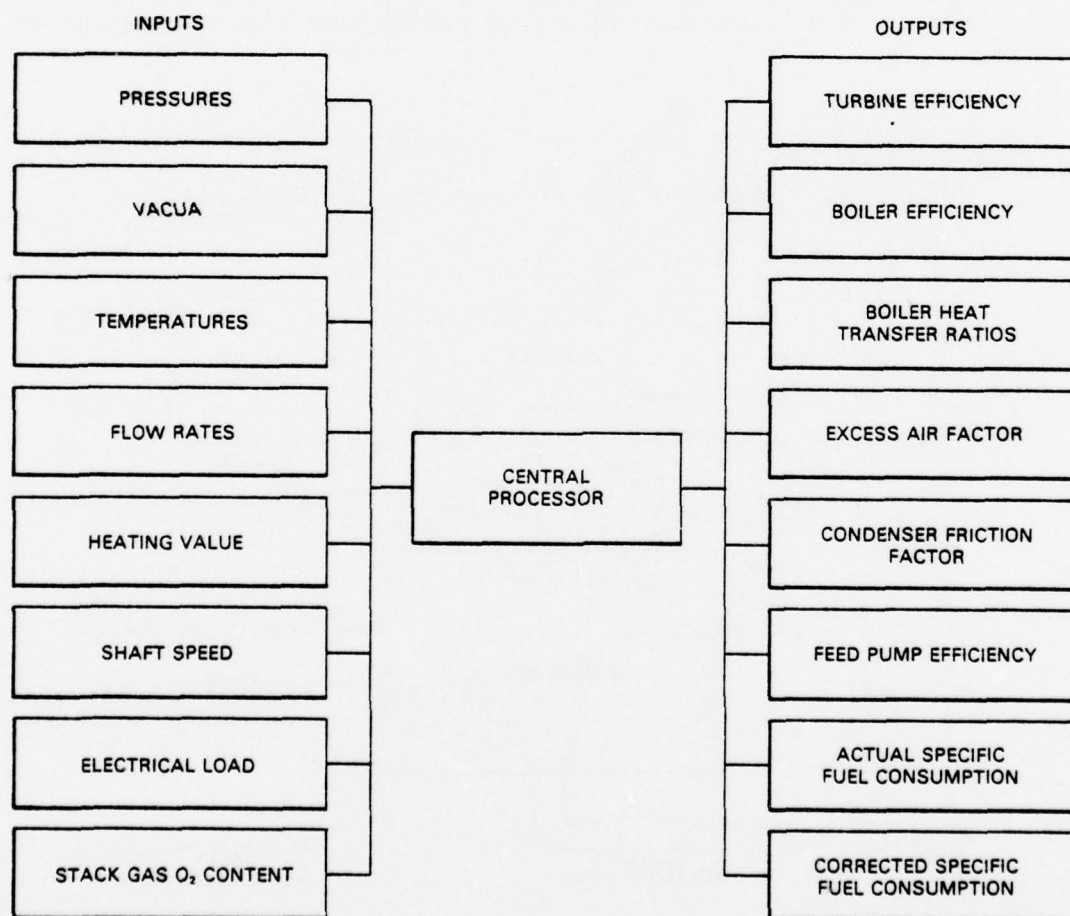 INPUTS
PRESSURES
VACUA
TEMPERATURES
FLOW RATES
HEATING VALUE
SHAFT SPEED
ELECTRICAL LOAD
STACK GAS O₂ CONTENT
CENTRAL
PROCESSOR
OUTPUTS
TURBINE EFFICIENCY
BOILER EFFICIENCY
BOILER HEAT
TRANSFER RATIOS
EXCESS AIR FACTOR
CONDENSER FRICTION
FACTOR
FEED PUMP EFFICIENCY
ACTUAL SPECIFIC
FUEL CONSUMPTION
CORRECTED SPECIFIC
FUEL CONSUMPTION